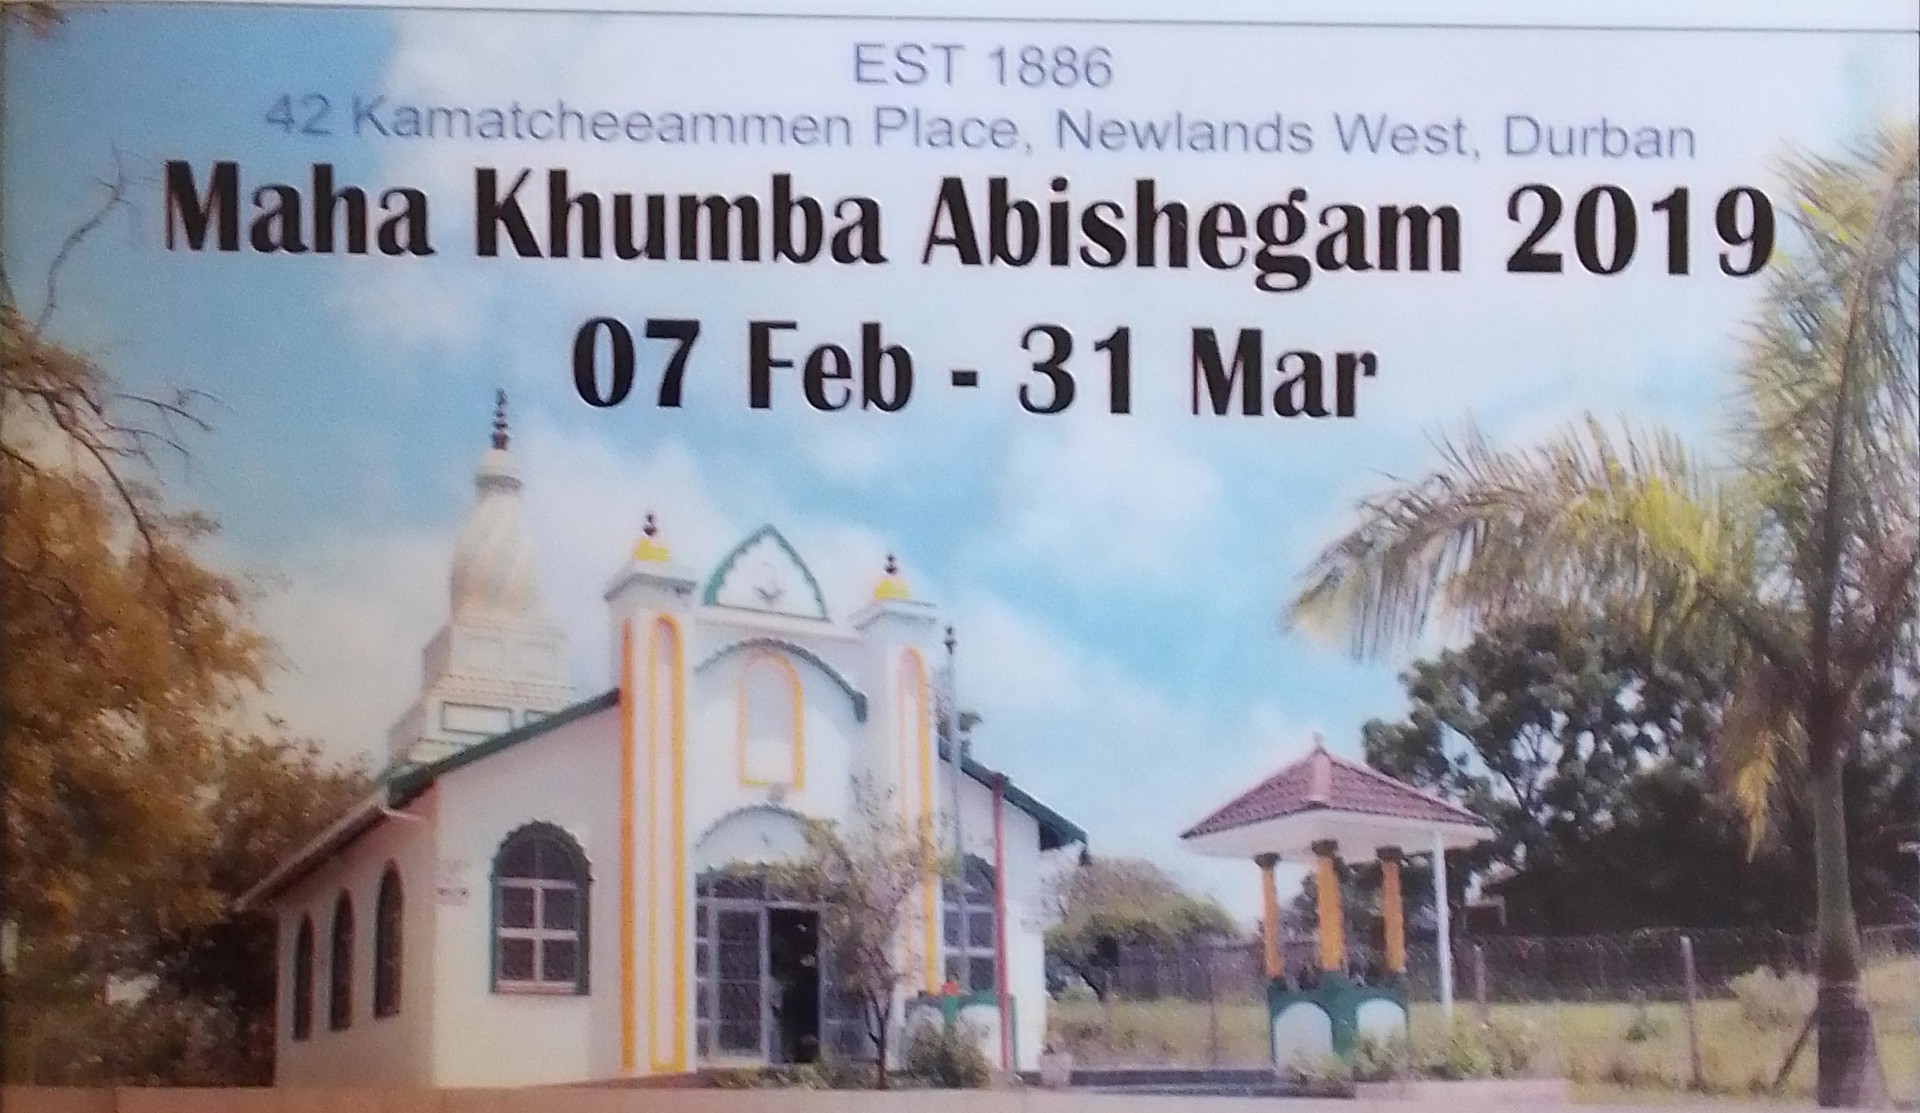 EST 1886
42 Kamatcheeammen Place, Newlands West, Durban
Maha Khumba Abishegam 2019
07 Feb - 31 Mar